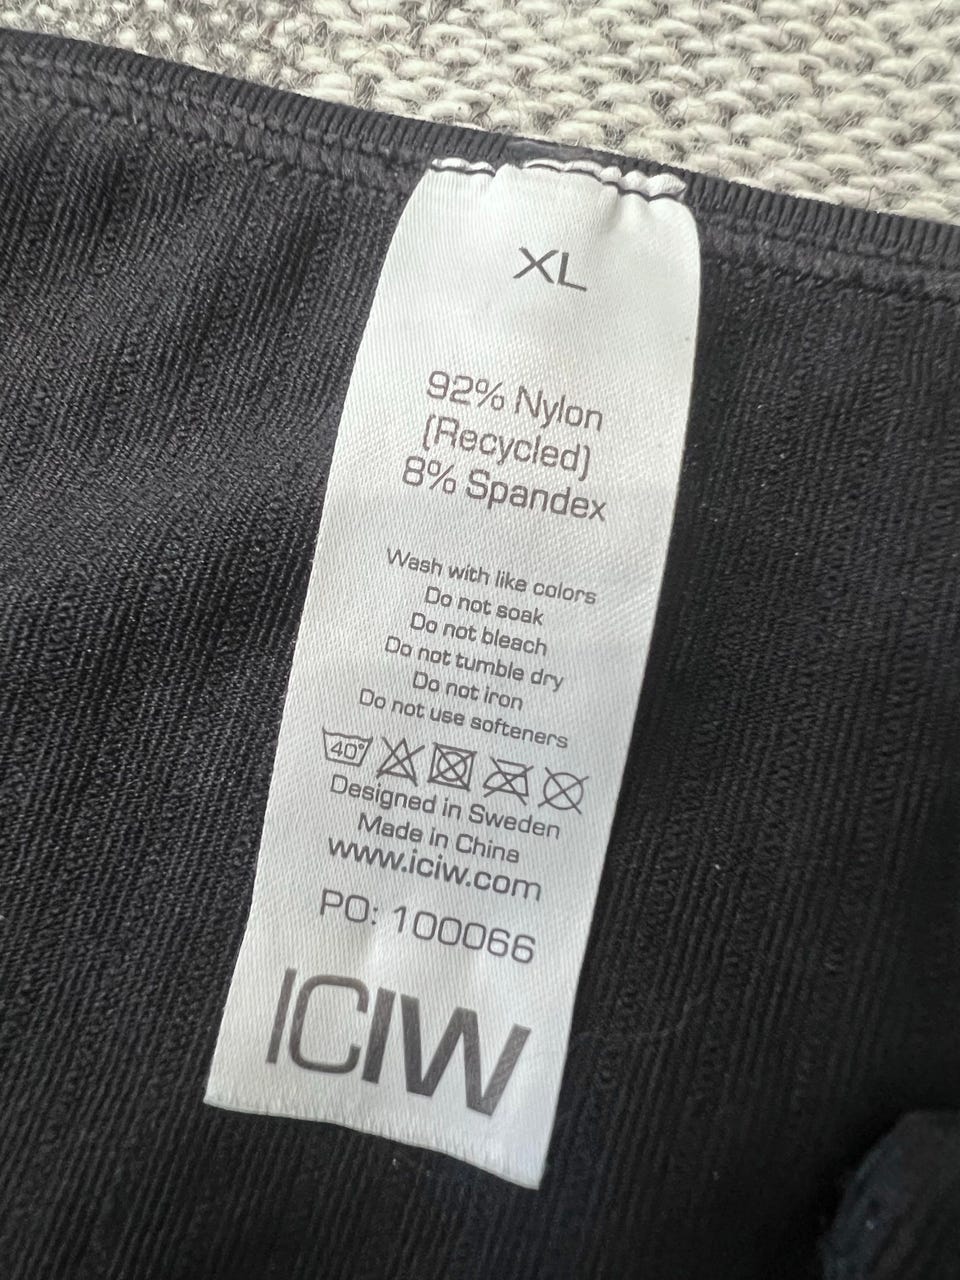 XL
92% Nylon
(Recycled)
8% Spandex
Wash with like colors
Do not soak
Do not bleach
Do not tumble dry
Do not iron
Do not use softeners
40°
Designed in Sweden
Made in China
www.iciw.com
PO: 100066
ICIW